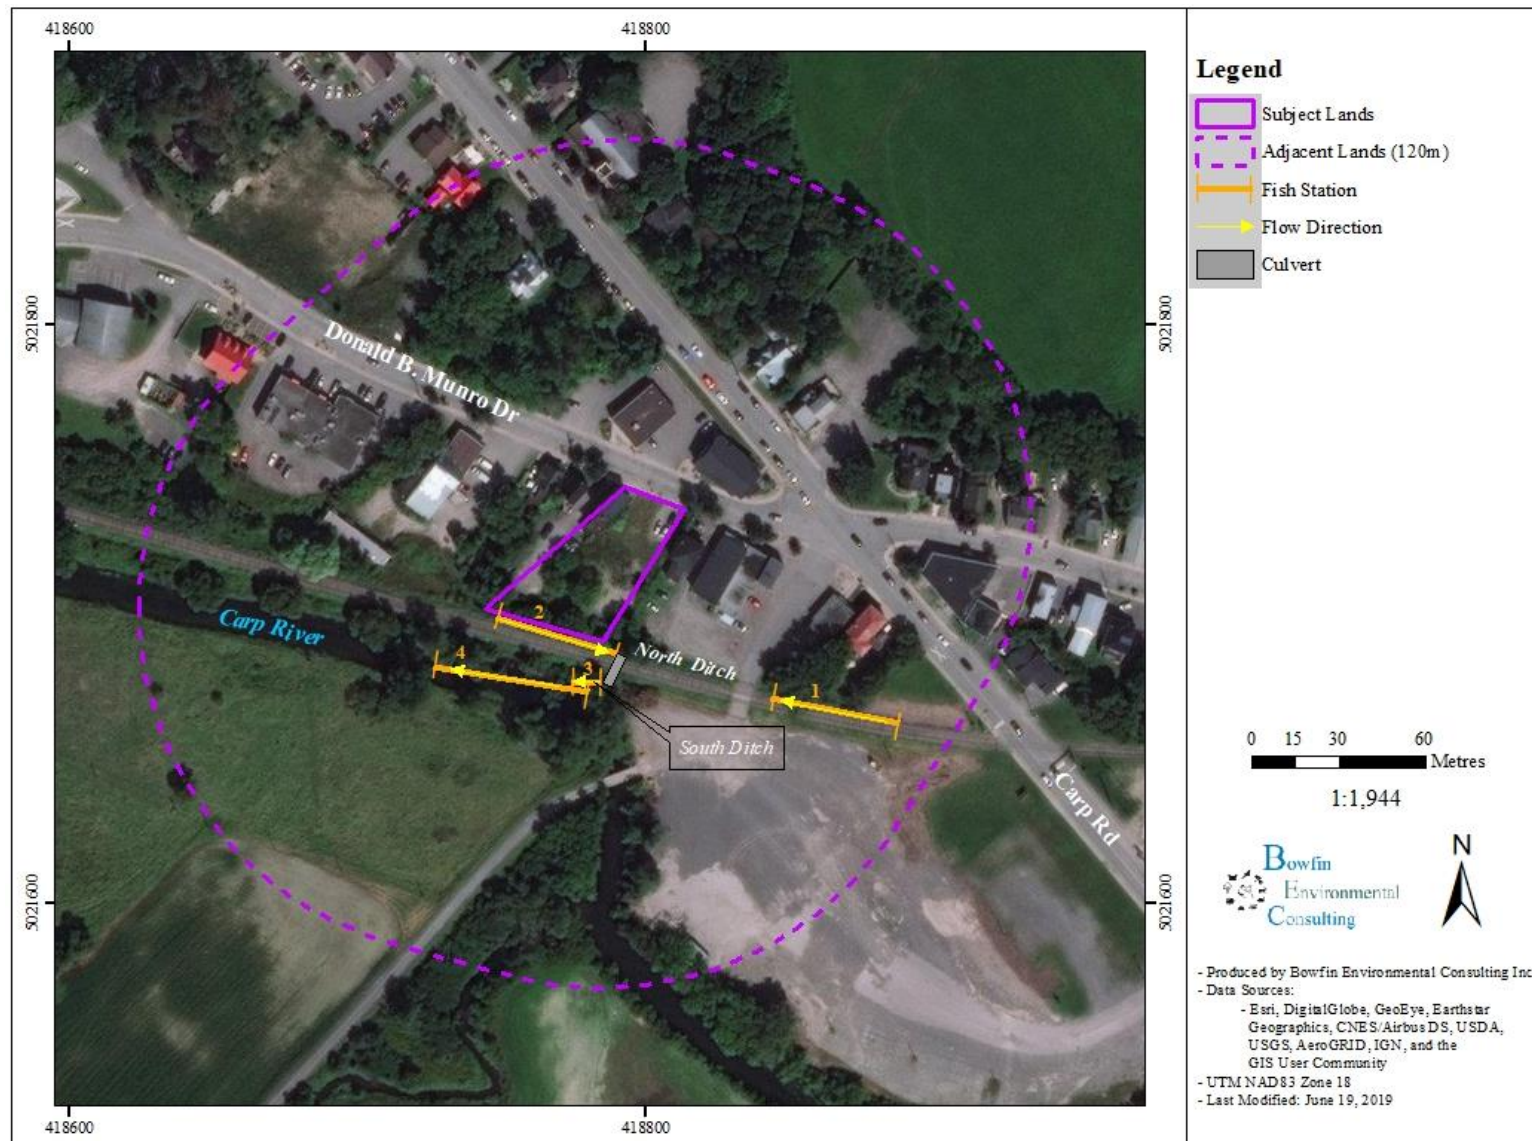 418600
418800
5021800
5021800
Donald B. Munro Dr
Carp River
2
North Ditch
4
3
1
South Ditch
Carp Rd
5021600
5021600
418600
418800
Legend
Subject Lands
Adjacent Lands (120m)
Fish Station
Flow Direction
Culvert
0 15 30 60
Metres
1:1,944
Bowfin
Environmental
Consulting
N
- Produced by Bowfin Environmental Consulting Inc
- Data Sources:
- Esri, DigitalGlobe, GeoEye, Earthstar
Geographics, CNES/Airbus DS, USDA,
USGS, AeroGRID, IGN, and the
GIS User Community
- UTM NAD83 Zone 18
- Last Modified: June 19, 2019